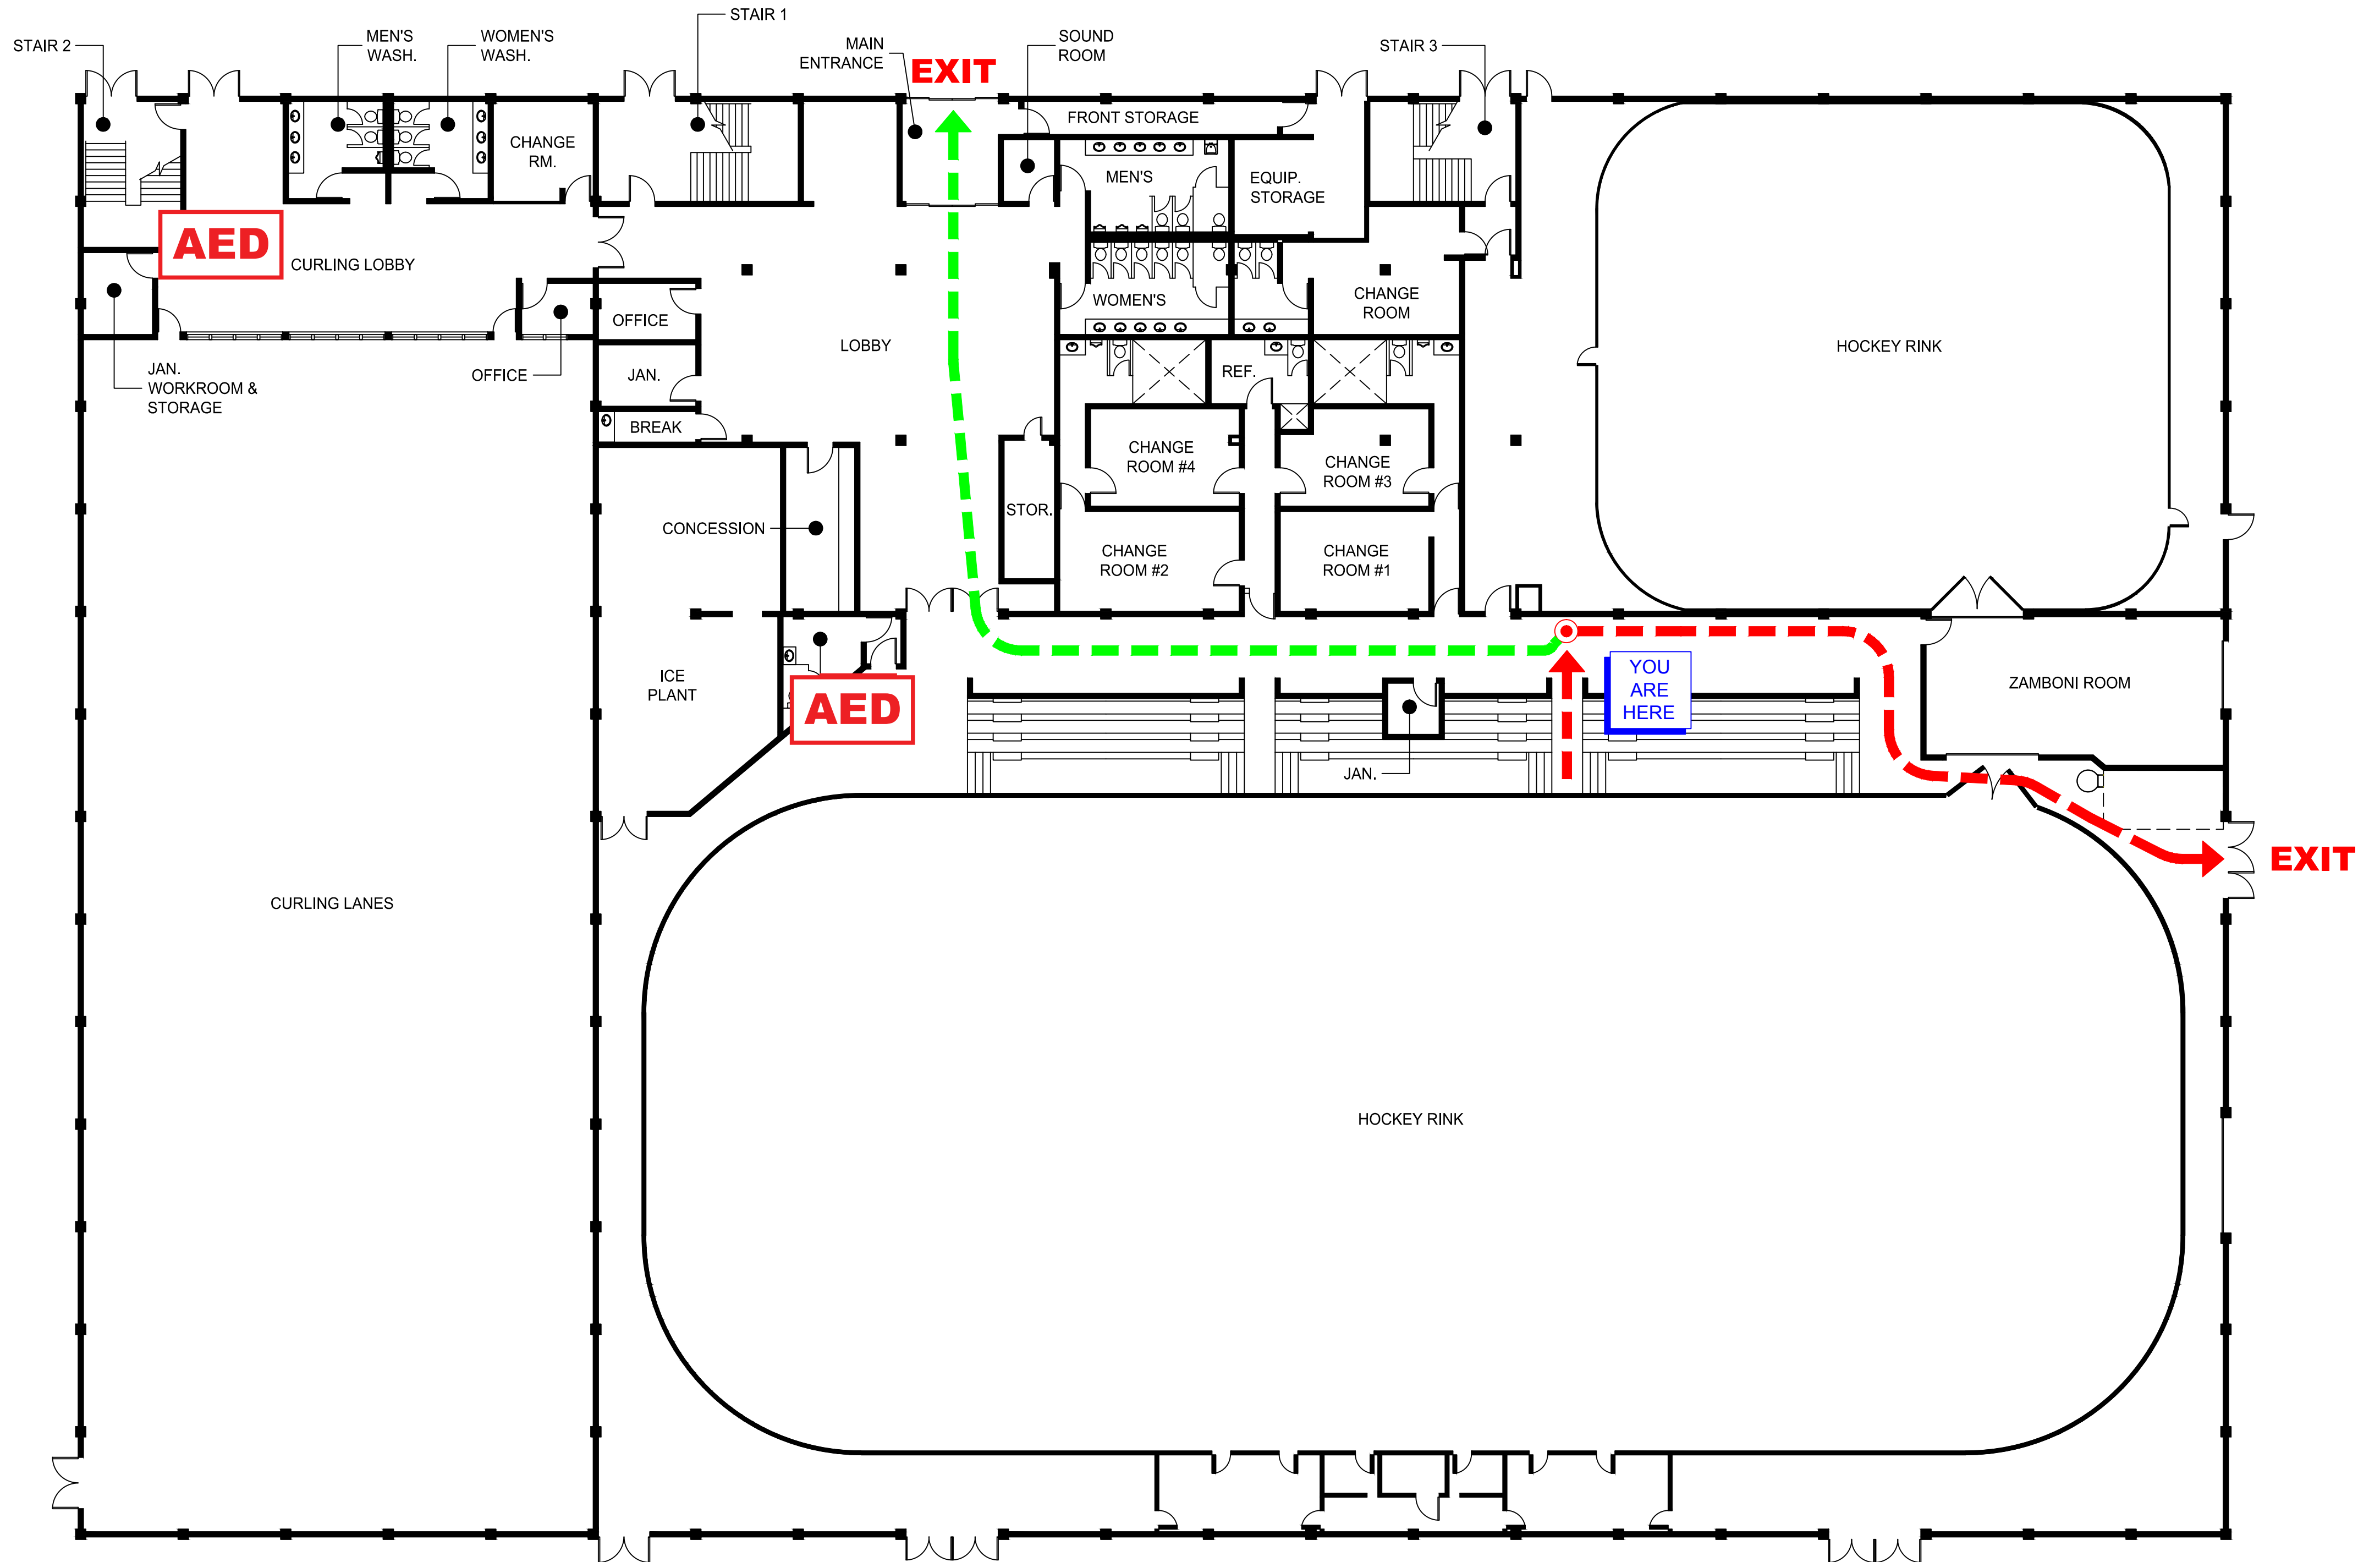 STAIR 1
STAIR 2
MEN'S
WASH.
WOMEN'S
WASH.
MAIN
ENTRANCE
EXIT
SOUND
ROOM
STAIR 3
FRONT STORAGE
CHANGE
RM.
MEN'S
EQUIP.
STORAGE
AED
CURLING LOBBY
WOMEN'S
CHANGE
ROOM
OFFICE
LOBBY
HOCKEY RINK
JAN.
WORKROOM &
STORAGE
OFFICE
JAN.
REF.
BREAK
CHANGE
ROOM #4
CHANGE
ROOM #3
CONCESSION
STOR.
CHANGE
ROOM #2
CHANGE
ROOM #1
ICE
PLANT
AED
YOU
ARE
HERE
ZAMBONI ROOM
JAN.
EXIT
CURLING LANES
HOCKEY RINK